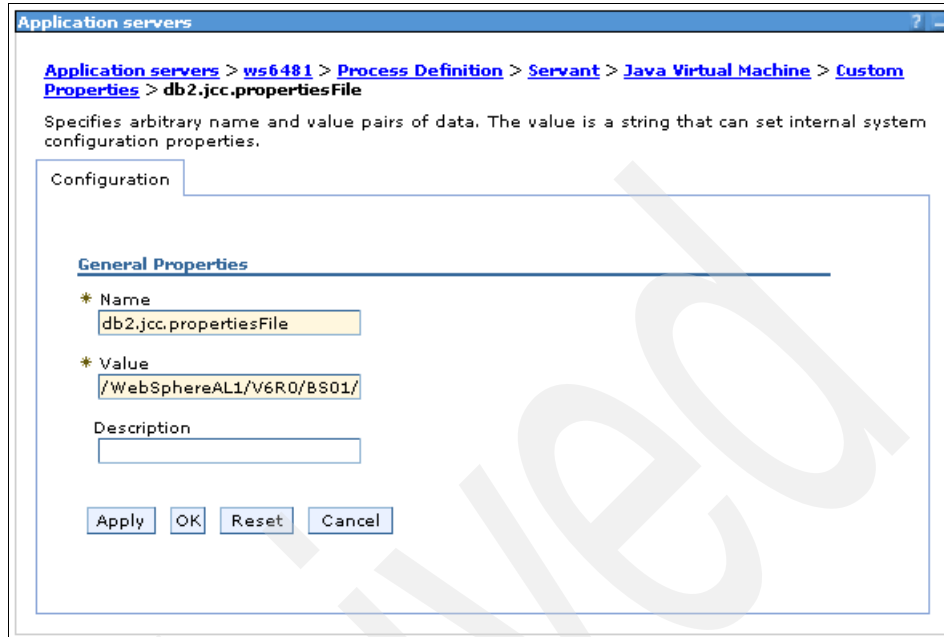 Application servers ? –
Application servers > ws6481 > Process Definition > Servant > Java Virtual Machine > Custom
Properties > db2.jcc.propertiesFile
Specifies arbitrary name and value pairs of data. The value is a string that can set internal system
configuration properties.
Configuration
General Properties
* Name
db2.jcc.propertiesFile
* Value
/WebSphereAL1/V6R0/BS01/
Description
Apply OK Reset Cancel
ived